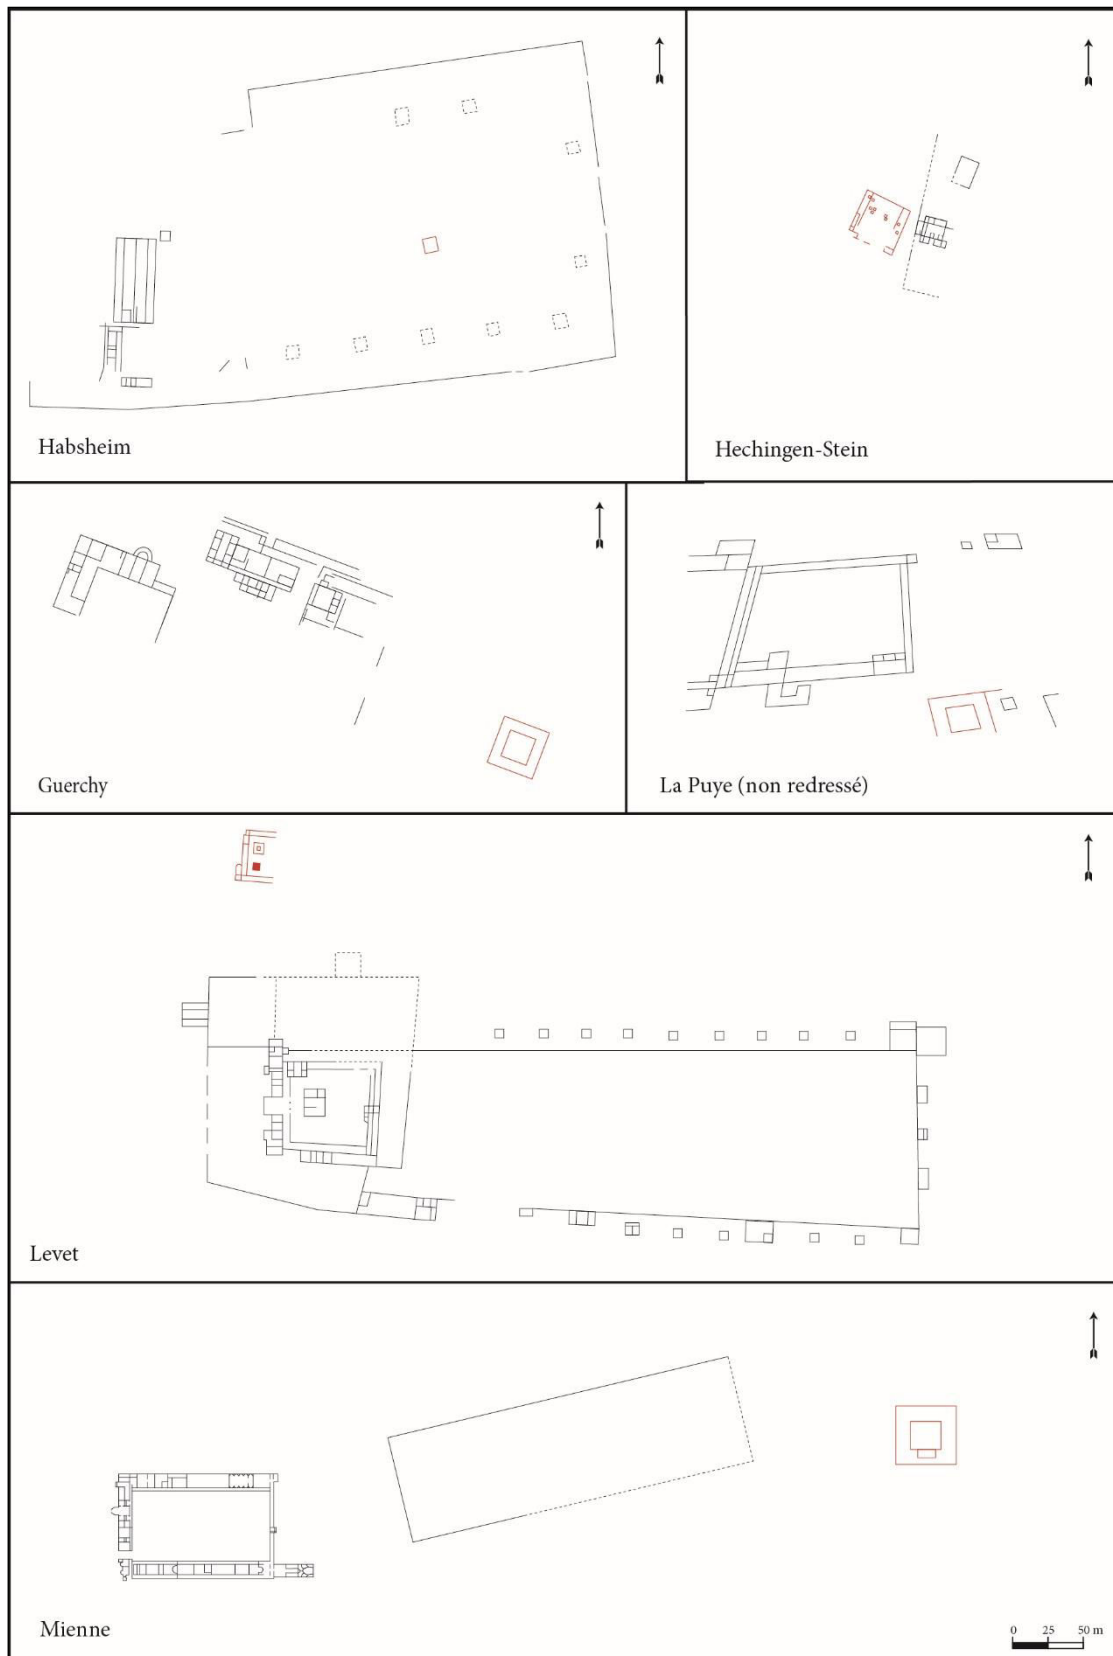 Habsheim
Hechingen-Stein
Guerchy
La Puye (non redressé)
Levet
Mienne
0 25 50 m